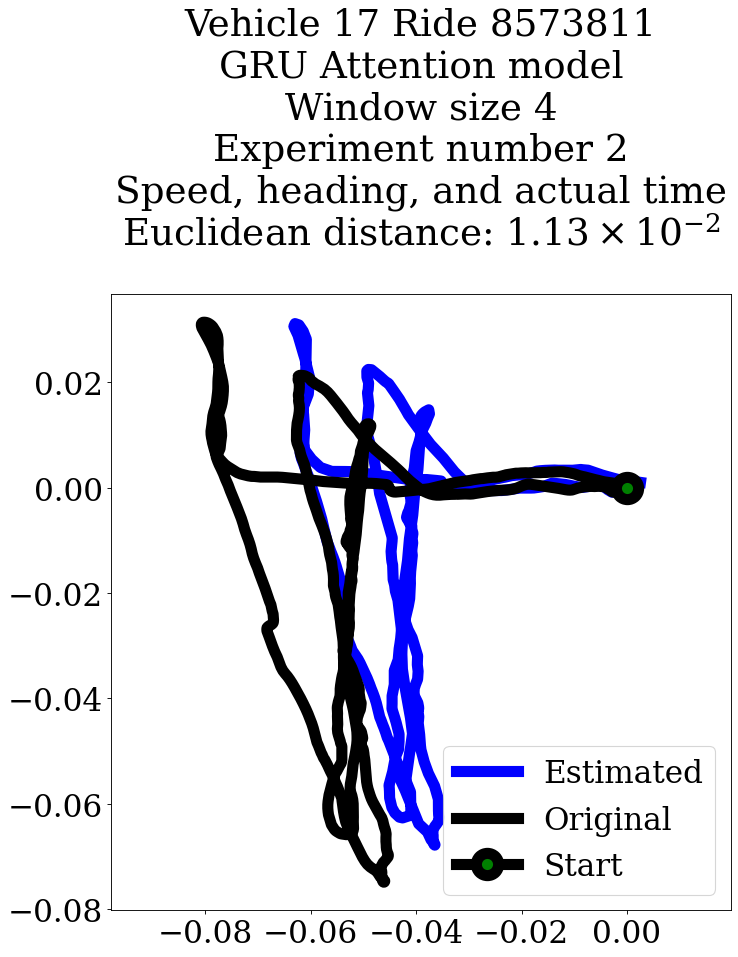 Vehicle 17 Ride 8573811
GRU Attention model
Window size 4
Experiment number 2
Speed, heading, and actual time
Euclidean distance: 1.13 × 10⁻²
0.02
0.00
−0.02
−0.04
−0.06
−0.08
Estimated
Original
Start
−0.08 −0.06 −0.04 −0.02 0.00